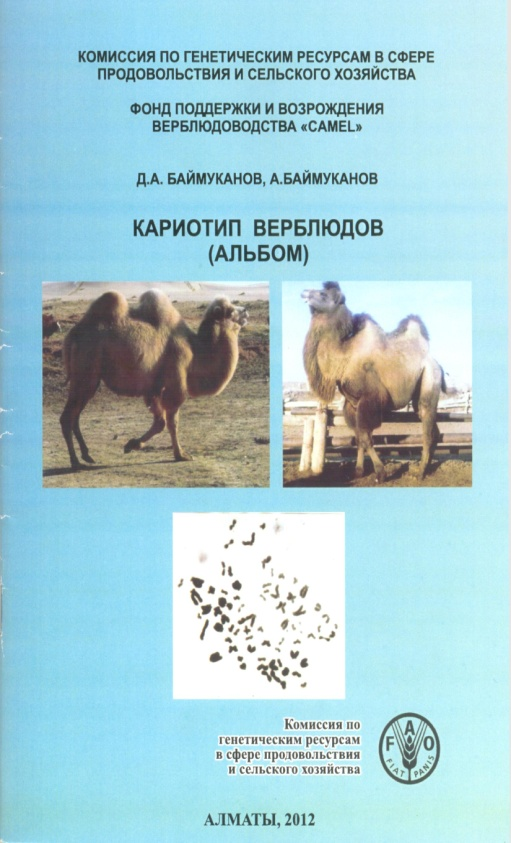 КОМИССИЯ ПО ГЕНЕТИЧЕСКИМ РЕСУРСАМ В СФЕРЕ
ПРОДОВОЛЬСТВИЯ И СЕЛЬСКОГО ХОЗЯЙСТВА
ФОНД ПОДДЕРЖКИ И ВОЗРОЖДЕНИЯ
ВЕРБЛЮДОВОДСТВА «CAMEL»
Д.А. БАЙМУКАНОВ, А.БАЙМУКАНОВ
КАРИОТИП ВЕРБЛЮДОВ
(АЛЬБОМ)
Комиссия по
генетическим ресурсам
в сфере продовольствия
и сельского хозяйства
F A O
FIAT PANIS
АЛМАТЫ, 2012